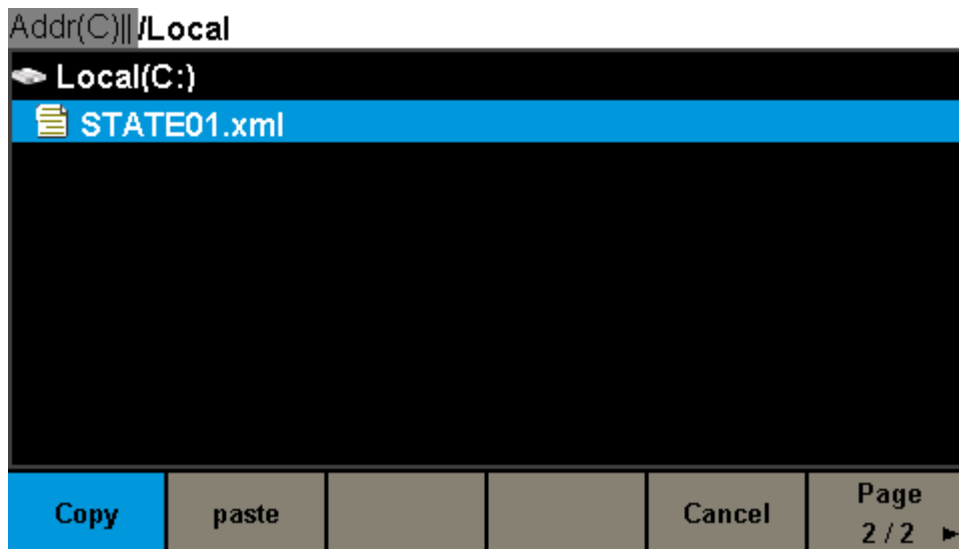 Addr(C)|| /Local
Local(C:)
STATE01.xml
Copy
paste
Cancel
Page
2 / 2